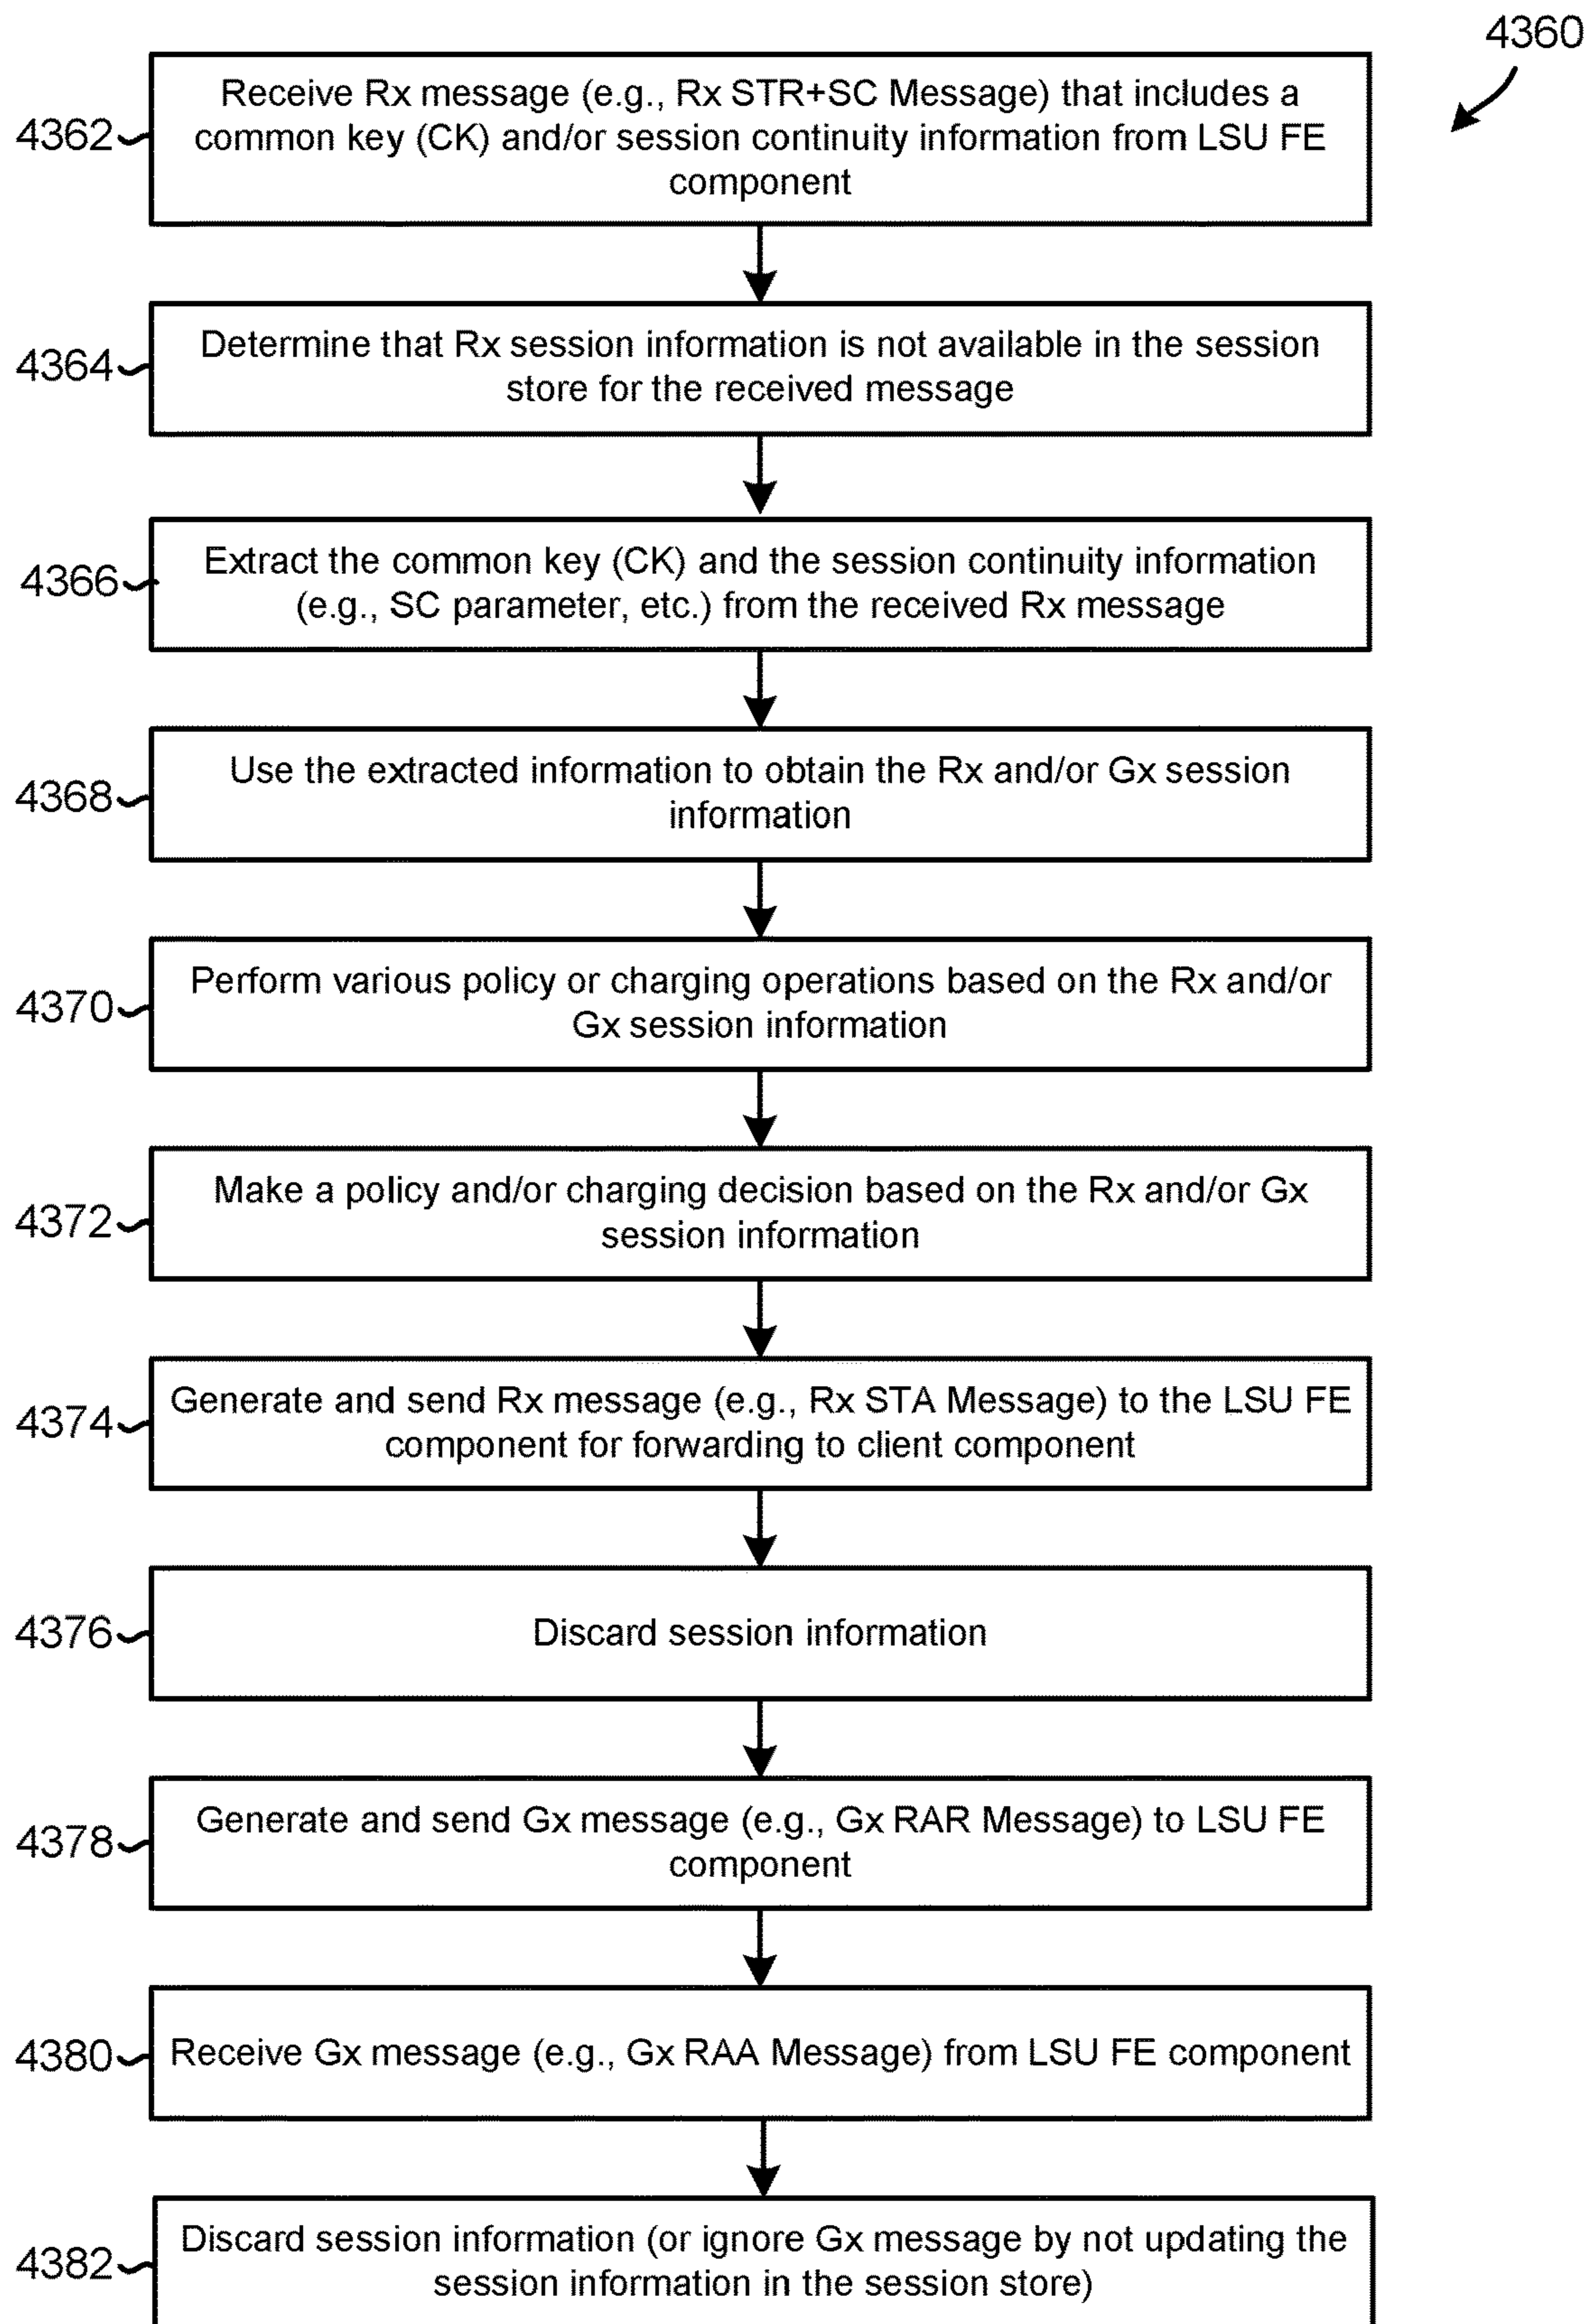 4360
4362
Receive Rx message (e.g., Rx STR+SC Message) that includes a
common key (CK) and/or session continuity information from LSU FE
component
4364
Determine that Rx session information is not available in the session
store for the received message
4366
Extract the common key (CK) and the session continuity information
(e.g., SC parameter, etc.) from the received Rx message
4368
Use the extracted information to obtain the Rx and/or Gx session
information
4370
Perform various policy or charging operations based on the Rx and/or
Gx session information
4372
Make a policy and/or charging decision based on the Rx and/or Gx
session information
4374
Generate and send Rx message (e.g., Rx STA Message) to the LSU FE
component for forwarding to client component
4376
Discard session information
4378
Generate and send Gx message (e.g., Gx RAR Message) to LSU FE
component
4380
Receive Gx message (e.g., Gx RAA Message) from LSU FE component
4382
Discard session information (or ignore Gx message by not updating the
session information in the session store)